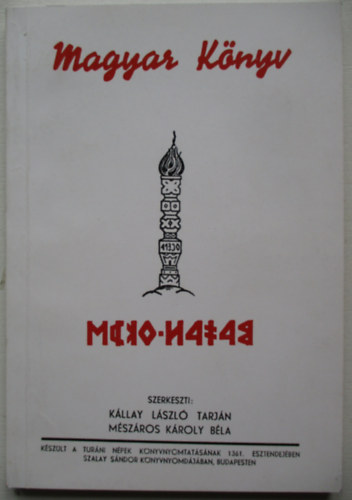 Magyar Könyv
SZERKESZTI:
KÁLLAY LÁSZLÓ TARJÁN
MÉSZÁROS KÁROLY BÉLA
KÉSZÜLT A TURÁNI NÉPEK KÖNYVNYOMTATÁSÁNAK 1361. ESZTENDEJÉBEN
SZALAY SÁNDOR KÖNYVNYOMDÁJÁBAN, BUDAPESTEN